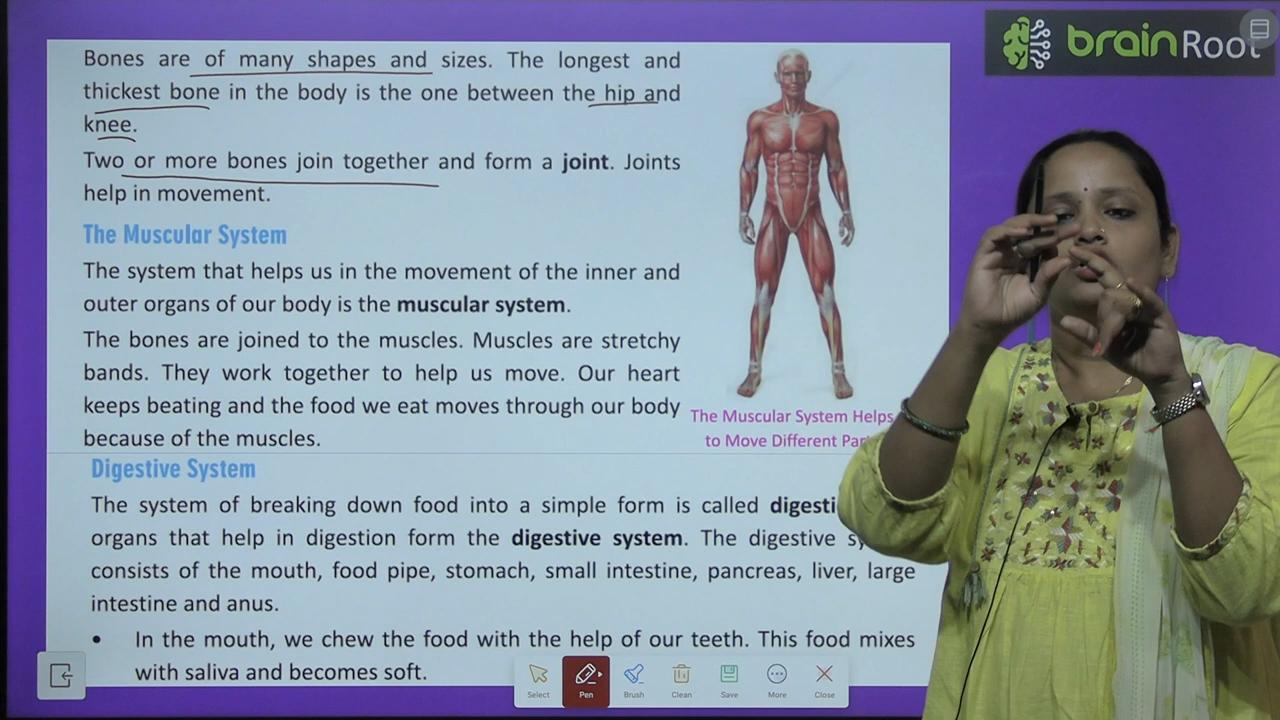 Bones are of many shapes and sizes. The longest and
thickest bone in the body is the one between the hip and
knee.
Two or more bones join together and form a joint. Joints
help in movement.
The Muscular System
The system that helps us in the movement of the inner and
outer organs of our body is the muscular system.
The bones are joined to the muscles. Muscles are stretchy
bands. They work together to help us move. Our heart
keeps beating and the food we eat moves through our body
because of the muscles.
The Muscular System Helps
to Move Different
Digestive System
The system of breaking down food into a simple form is called
organs that help in digestion form the digestive system. The digestive
consists of the mouth, food pipe, stomach, small intestine, pancreas, liver, large
intestine and anus.
• In the mouth, we chew the food with the help of our teeth. This food mixes
with saliva and becomes soft.
Select Pen Brush Clean Save More Close
brainRoot